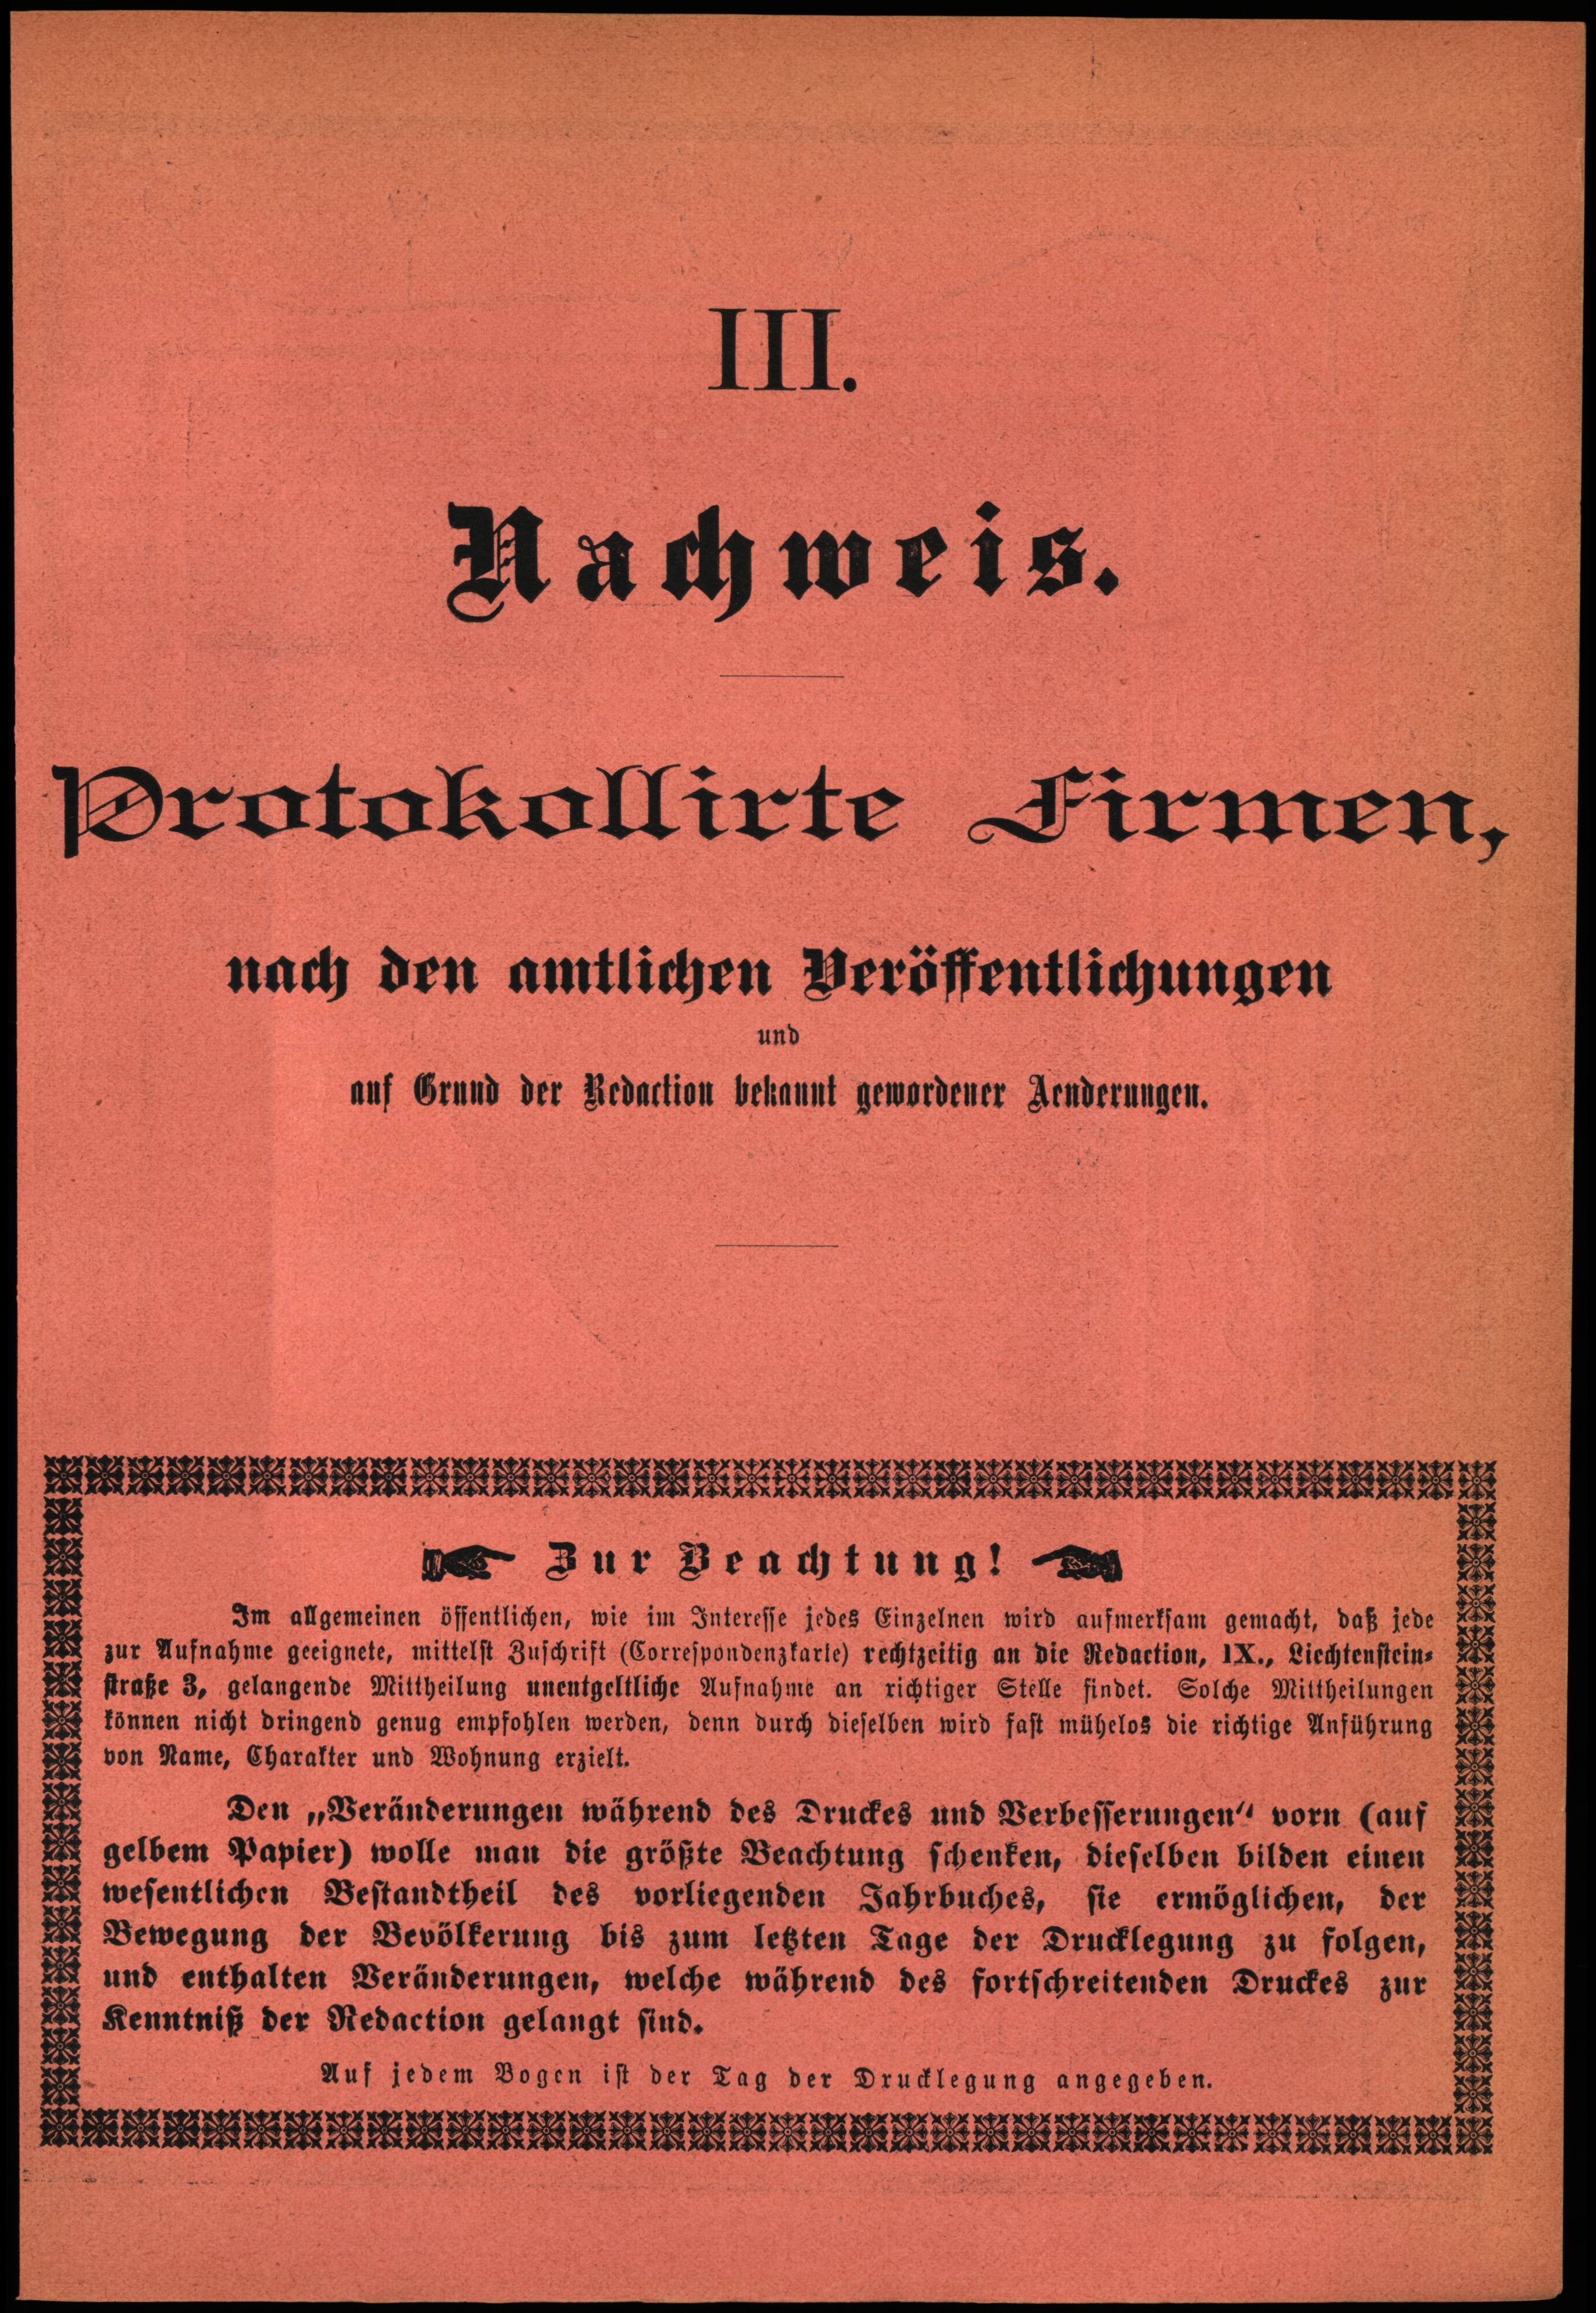 III.
Nachweis.
Protokollirte Firmen,
nach den amtlichen Veröffentlichungen
und
auf Grund der Redaction bekannt gewordener Aenderungen.
Zur Beachtung!
Im allgemeinen öffentlichen, wie im Interesse jedes Einzelnen wird aufmerksam gemacht, daß jede
zur Aufnahme geeignete, mittelst Zuschrift (Correspondenzkarte) rechtzeitig an die Redaction, IX., Liechtenstein-
straße 3, gelangende Mittheilung unentgeltliche Aufnahme an richtiger Stelle findet. Solche Mittheilungen
können nicht dringend genug empfohlen werden, denn durch dieselben wird fast mühelos die richtige Anführung
von Name, Charakter und Wohnung erzielt.
Den „Veränderungen während des Druckes und Verbesserungen“ vorn (auf
gelbem Papier) wolle man die größte Beachtung schenken, dieselben bilden einen
wesentlichen Bestandtheil des vorliegenden Jahrbuches, sie ermöglichen, der
Bewegung der Bevölkerung bis zum letzten Tage der Drucklegung zu folgen,
und enthalten Veränderungen, welche während des fortschreitenden Druckes zur
Kenntniß der Redaction gelangt sind.
Auf jedem Bogen ist der Tag der Drucklegung angegeben.